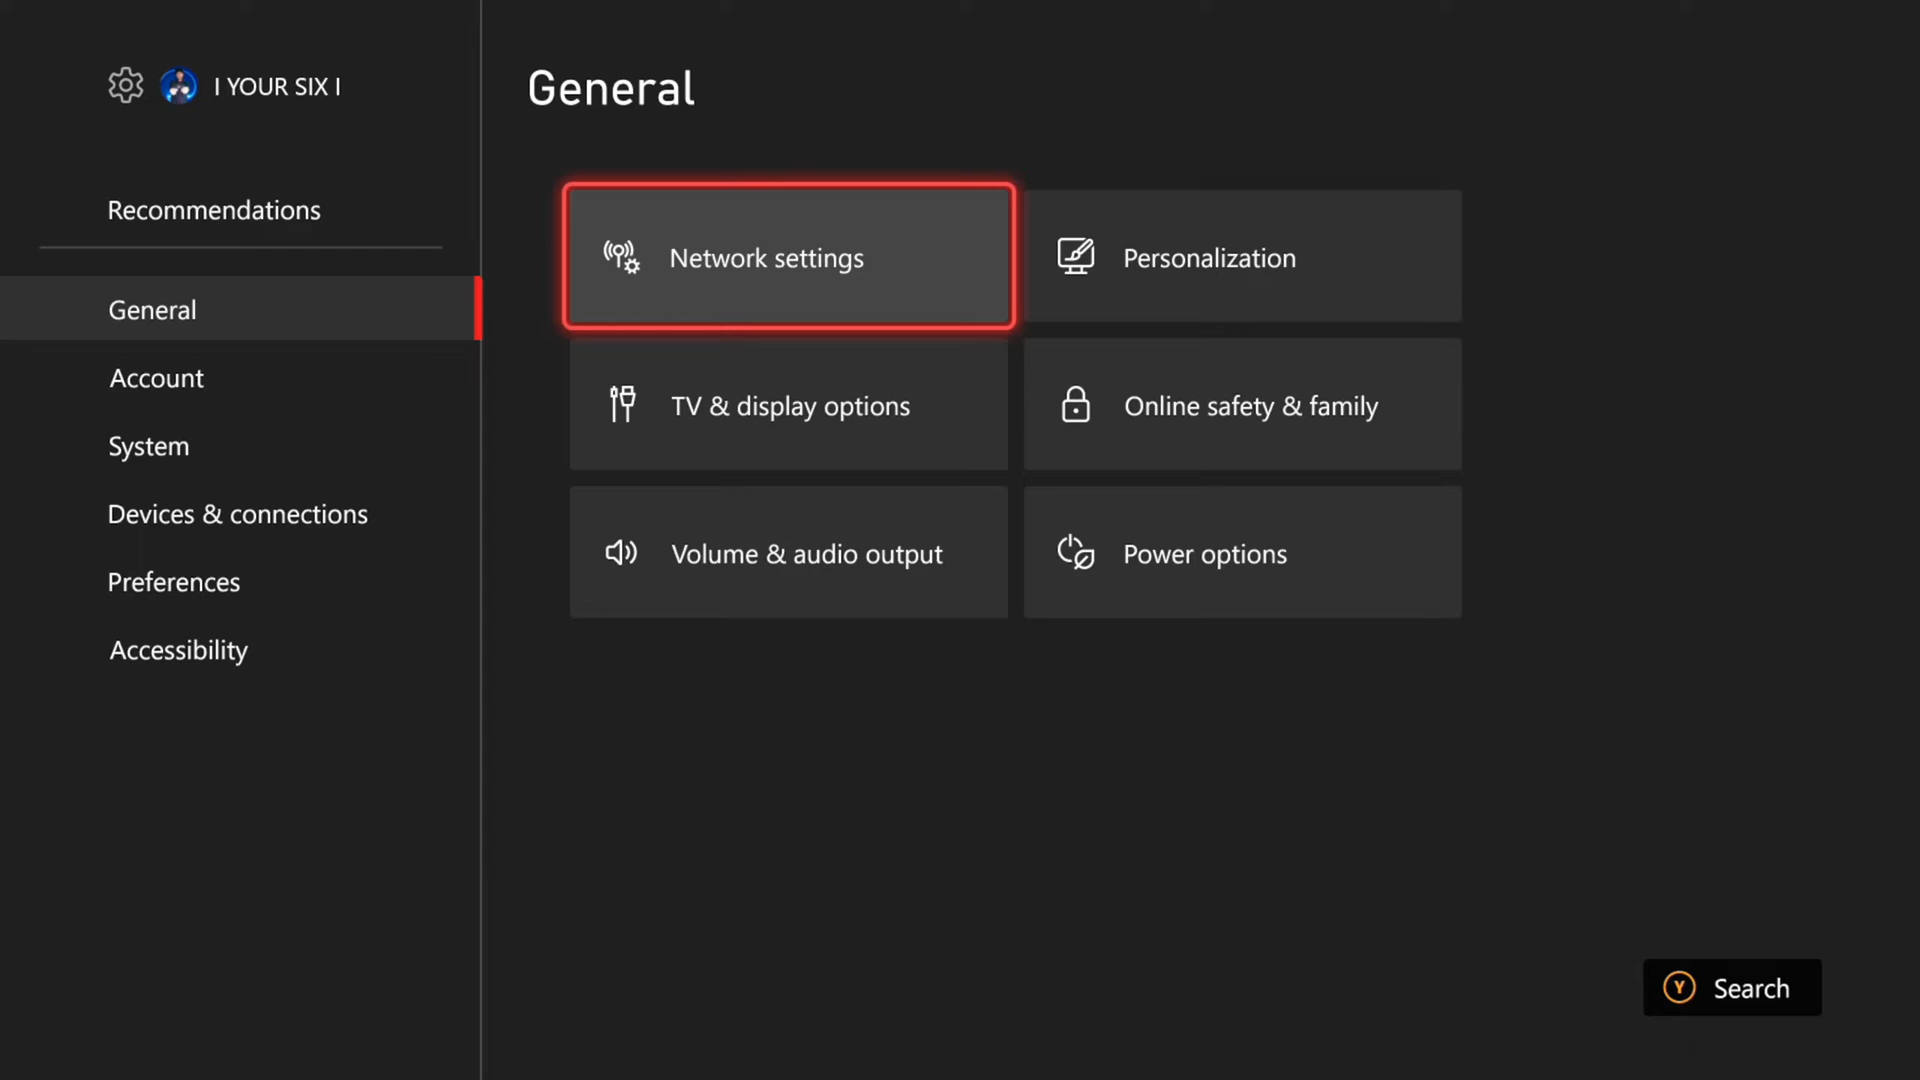 I YOUR SIX I
Recommendations
General
Account
System
Devices & connections
Preferences
Accessibility
General
Network settings
Personalization
TV & display options
Online safety & family
Volume & audio output
Power options
Y Search